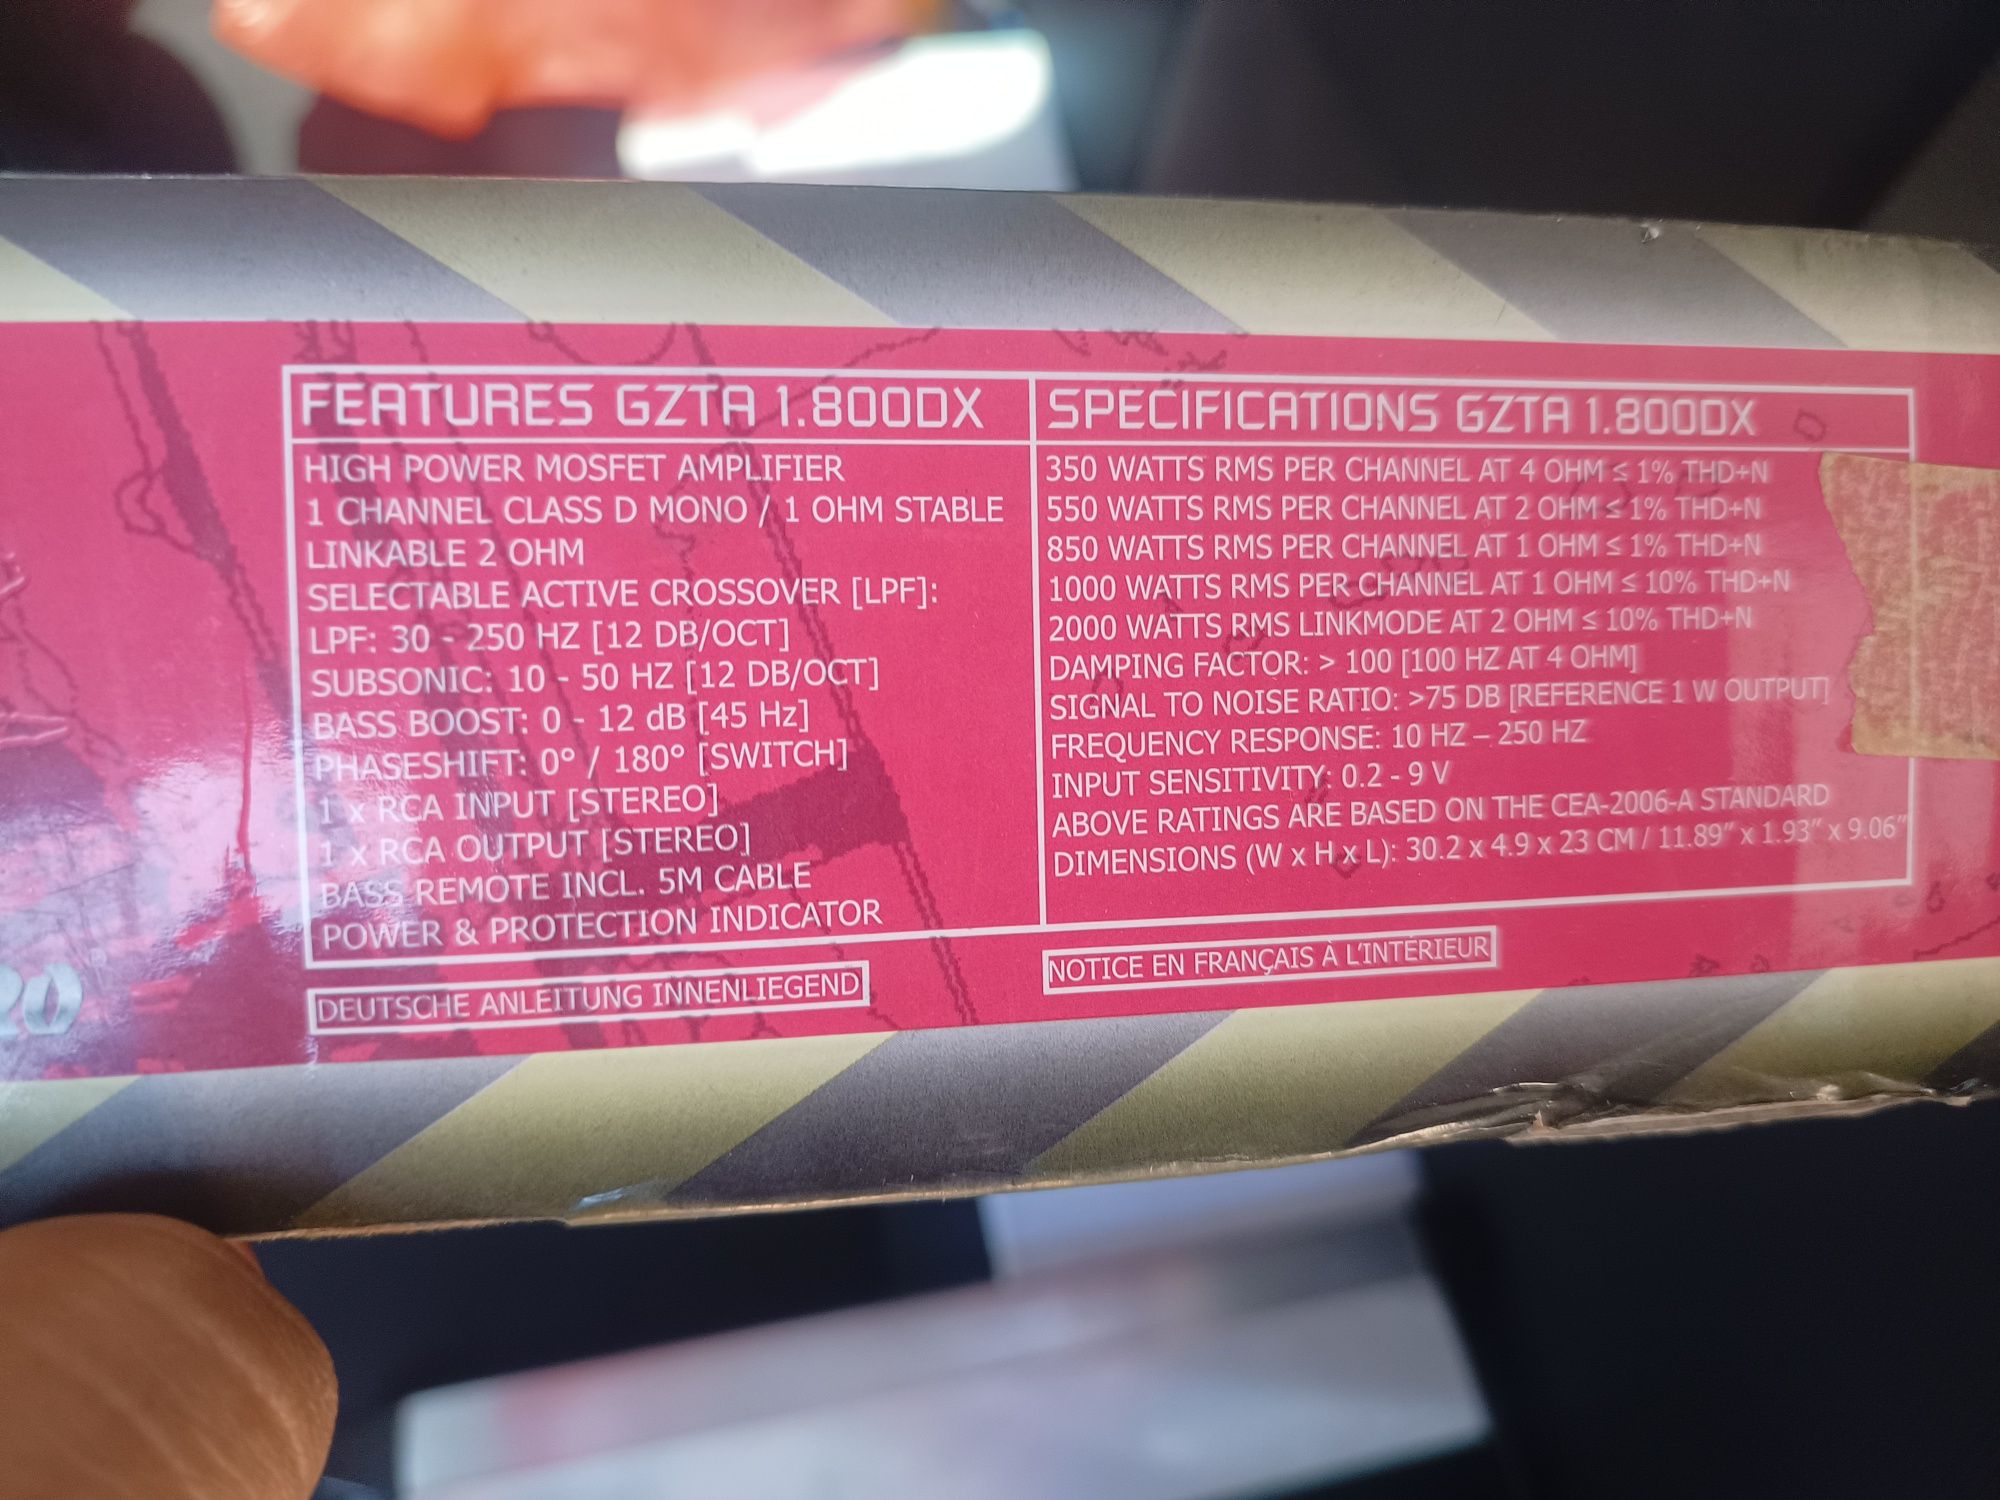 FEATURES GZTA 1.800DX
HIGH POWER MOSFET AMPLIFIER
1 CHANNEL CLASS D MONO / 1 OHM STABLE
LINKABLE 2 OHM
SELECTABLE ACTIVE CROSSOVER [LPF]:
LPF: 30 - 250 HZ [12 DB/OCT]
SUBSONIC: 10 - 50 HZ [12 DB/OCT]
BASS BOOST: 0 - 12 dB [45 Hz]
PHASESHIFT: 0° / 180° [SWITCH]
1 x RCA INPUT [STEREO]
1 x RCA OUTPUT [STEREO]
BASS REMOTE INCL. 5M CABLE
POWER & PROTECTION INDICATOR
DEUTSCHE ANLEITUNG INNENLIEGEND
SPECIFICATIONS GZTA 1.800DX
350 WATTS RMS PER CHANNEL AT 4 OHM ≤ 1% THD+N
550 WATTS RMS PER CHANNEL AT 2 OHM ≤ 1% THD+N
850 WATTS RMS PER CHANNEL AT 1 OHM ≤ 1% THD+N
1000 WATTS RMS PER CHANNEL AT 1 OHM ≤ 10% THD+N
2000 WATTS RMS LINKMODE AT 2 OHM ≤ 10% THD+N
DAMPING FACTOR: > 100 [100 HZ AT 4 OHM]
SIGNAL TO NOISE RATIO: >75 DB [REFERENCE 1 W OUTPUT]
FREQUENCY RESPONSE: 10 HZ – 250 HZ
INPUT SENSITIVITY: 0.2 - 9 V
ABOVE RATINGS ARE BASED ON THE CEA-2006-A STANDARD
DIMENSIONS (W x H x L): 30.2 x 4.9 x 23 CM / 11.89" x 1.93" x 9.06"
NOTICE EN FRANÇAIS À L'INTÉRIEUR